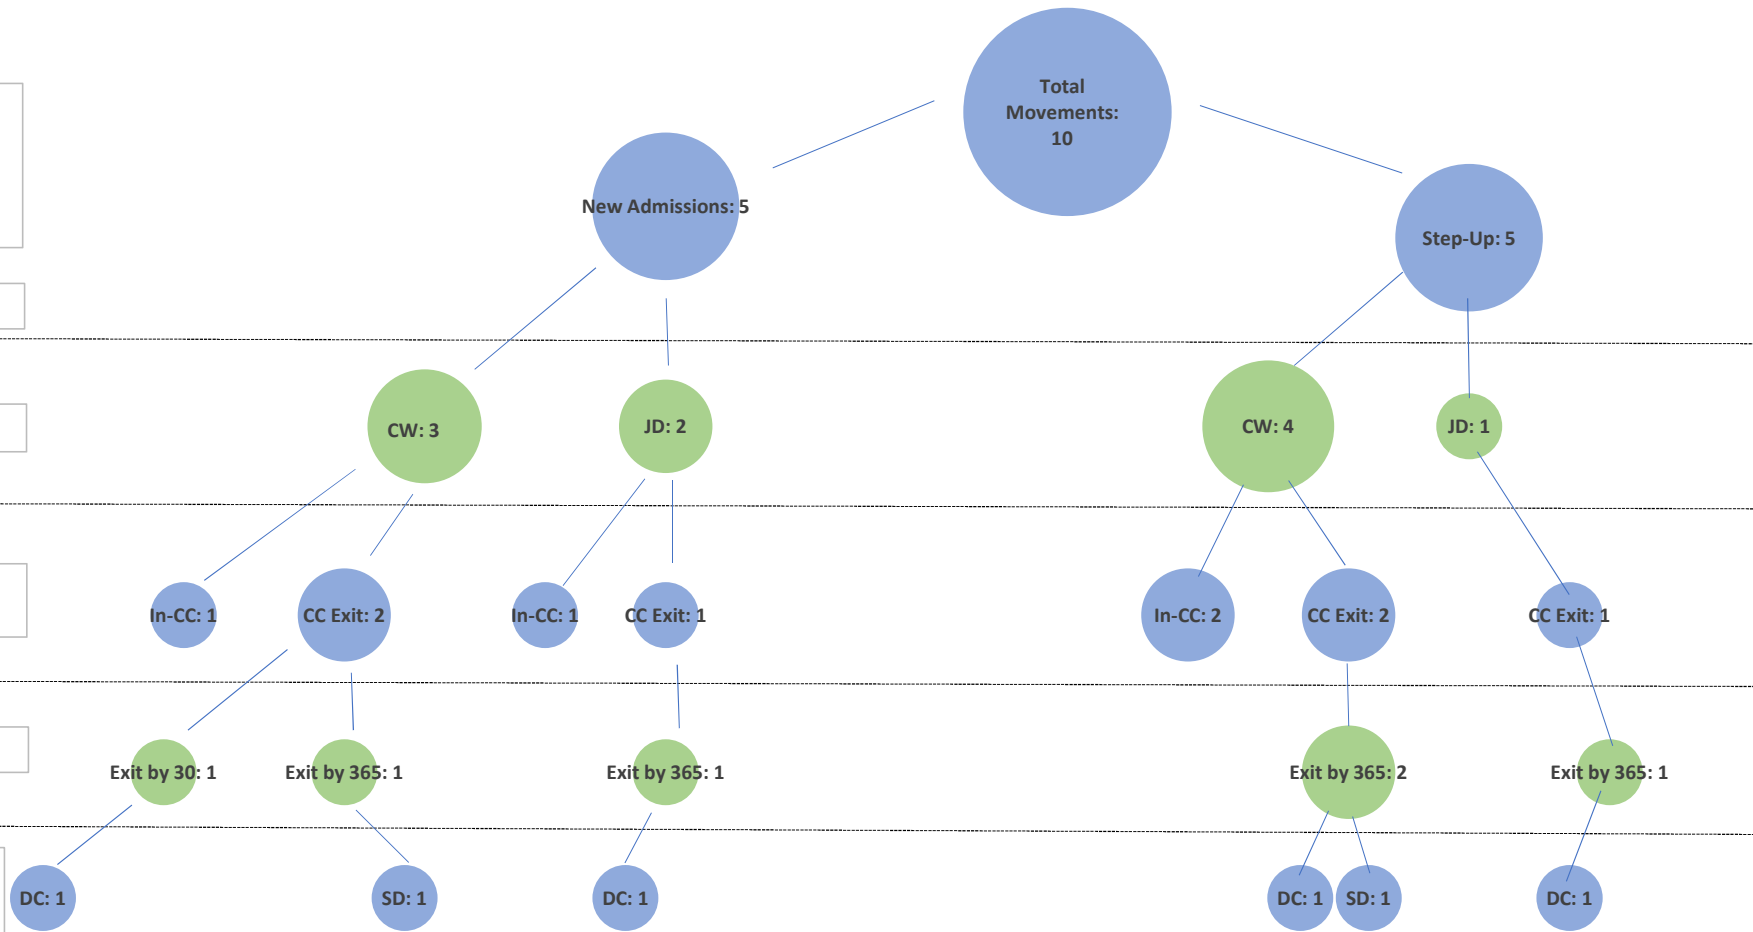 Total
Movements:
10
New Admissions: 5
Step-Up: 5
CW: 3
JD: 2
CW: 4
JD: 1
In-CC: 1
CC Exit: 2
In-CC: 1
CC Exit: 1
In-CC: 2
CC Exit: 2
CC Exit: 1
Exit by 30: 1
Exit by 365: 1
Exit by 365: 1
Exit by 365: 2
Exit by 365: 1
DC: 1
SD: 1
DC: 1
DC: 1
SD: 1
DC: 1